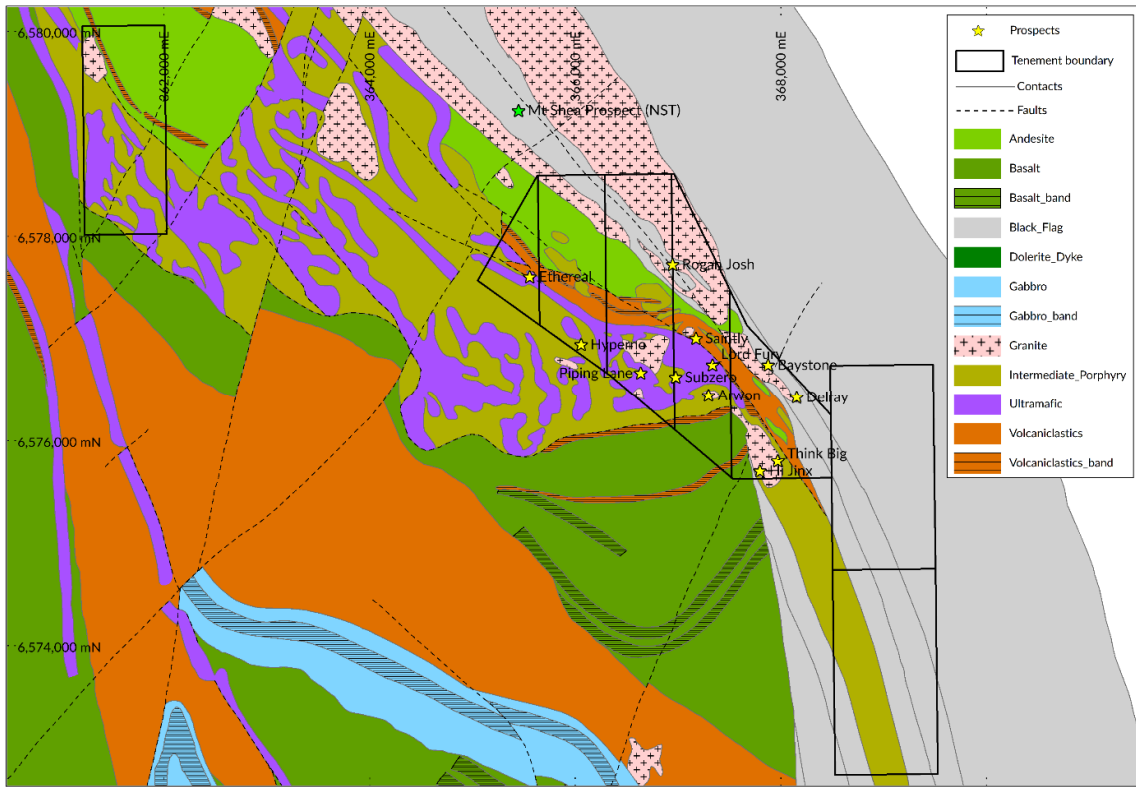 6,580,000 mN
6,578,000 mN
6,576,000 mN
6,574,000 mN
362,000 mE
364,000 mE
366,000 mE
368,000 mE
Mt Shea Prospect (NST)
Rogan Josh
Ethereal
Hyperno
Saintly
Lord Fury
Baystone
Piping Lane
Subzero
Arwon
Delray
Think Big
Hi Jinx
Prospects
Tenement boundary
Contacts
Faults
Andesite
Basalt
Basalt_band
Black_Flag
Dolerite_Dyke
Gabbro
Gabbro_band
Granite
Intermediate_Porphyry
Ultramafic
Volcaniclastics
Volcaniclastics_band